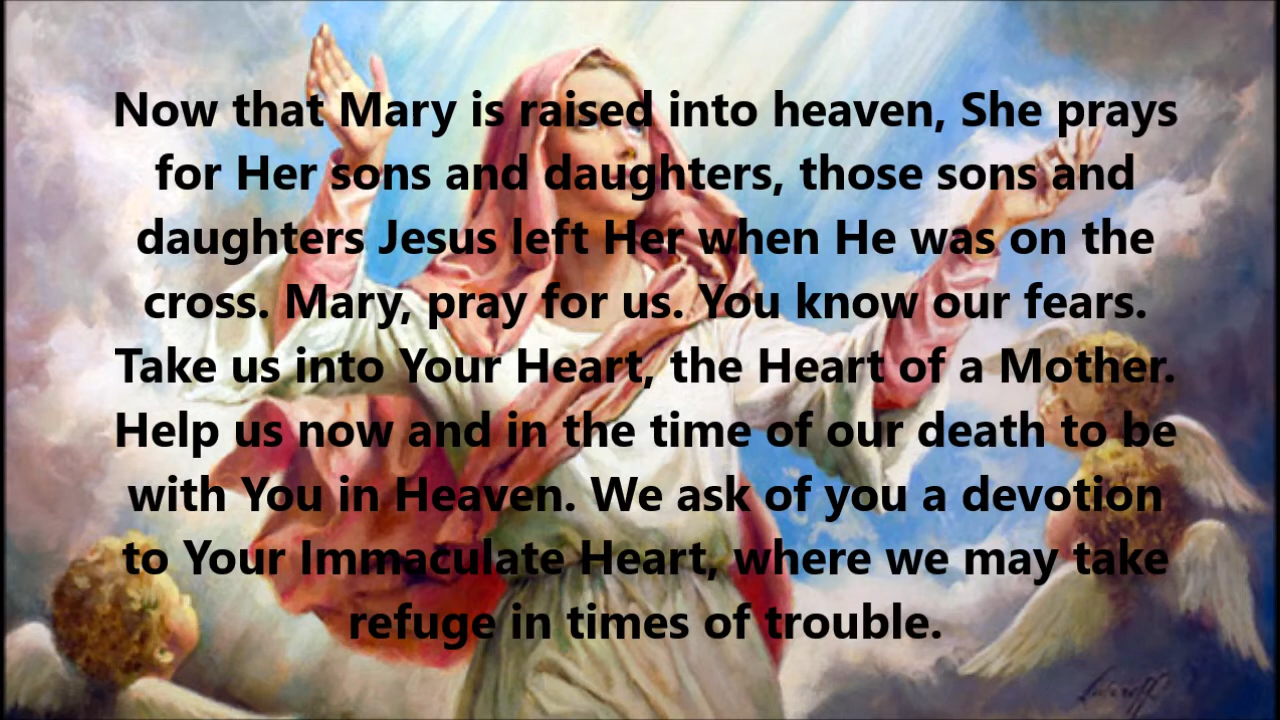 Now that Mary is raised into heaven, She prays
for Her sons and daughters, those sons and
daughters Jesus left Her when He was on the
cross. Mary, pray for us. You know our fears.
Take us into Your Heart, the Heart of a Mother.
Help us now and in the time of our death to be
with You in Heaven. We ask of you a devotion
to Your Immaculate Heart, where we may take
refuge in times of trouble.